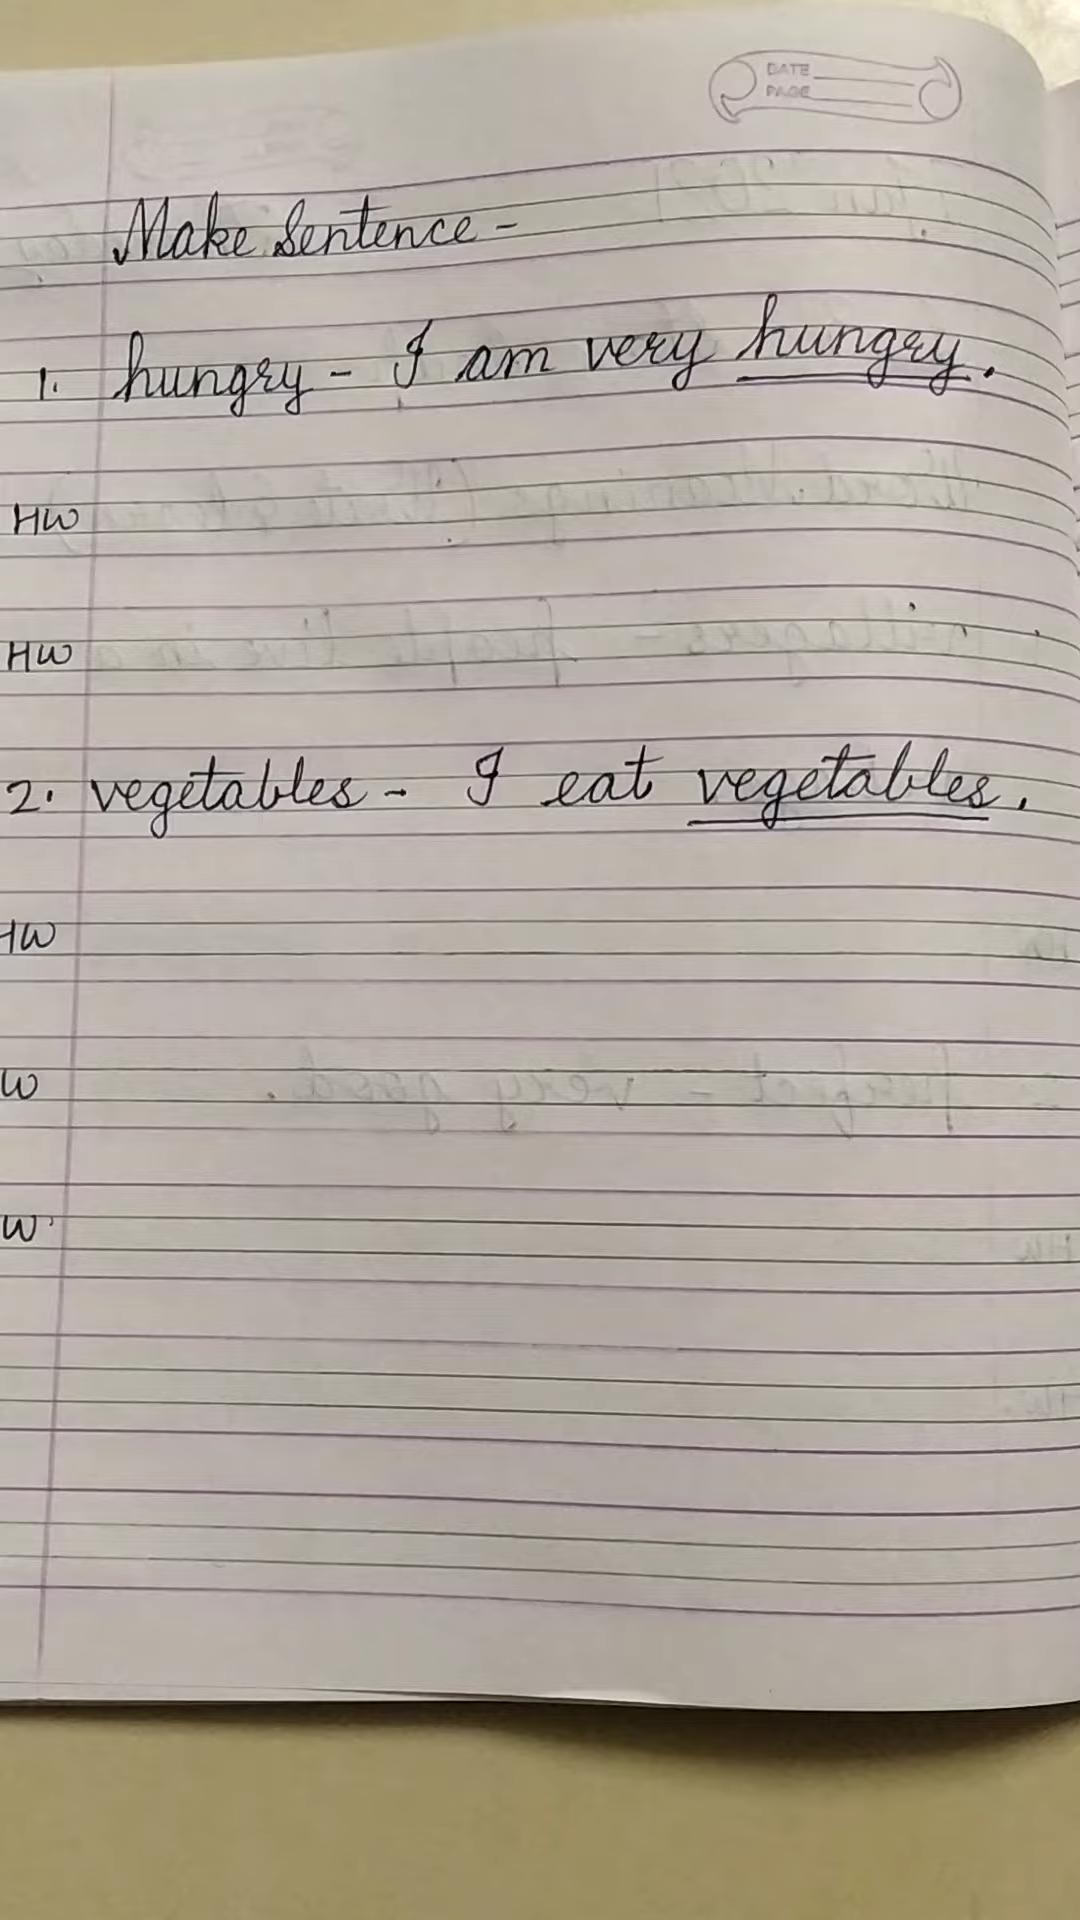 DATE
PAGE
Make Sentence -
1. hungry - I am very hungry.
HW
HW
2. vegetables - I eat vegetables.
HW
W
W